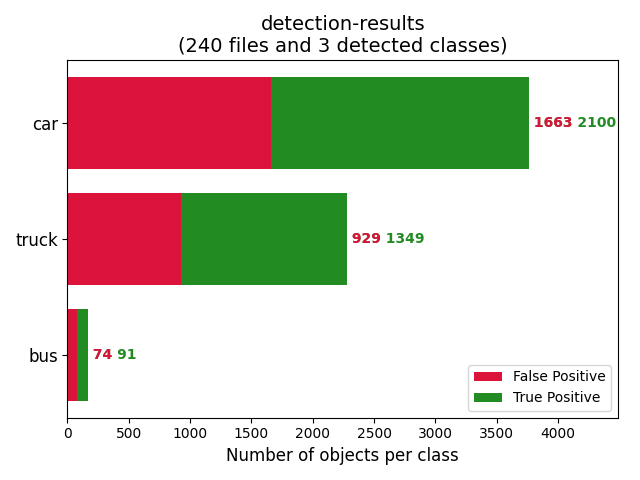 detection-results
(240 files and 3 detected classes)
car
1663 2100
truck
929 1349
bus
74 91
False Positive
True Positive
0 500 1000 1500 2000 2500 3000 3500 4000
Number of objects per class